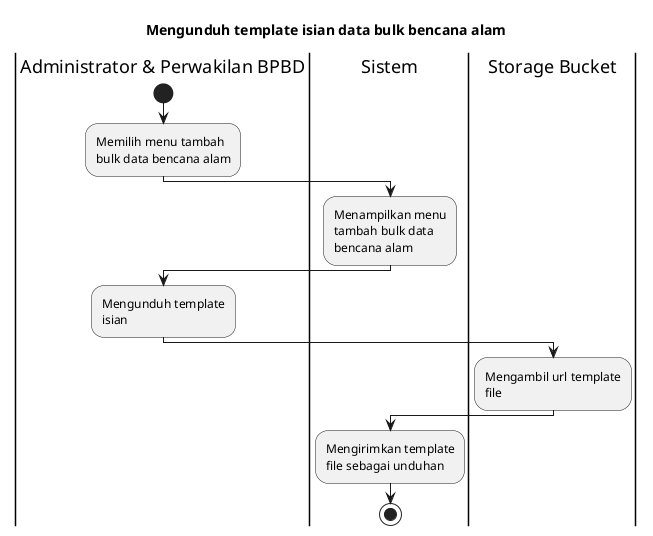 Mengunduh template isian data bulk bencana alam
Administrator & Perwakilan BPBD
Sistem
Storage Bucket
Memilih menu tambah
bulk data bencana alam
Menampilkan menu
tambah bulk data
bencana alam
Mengunduh template
isian
Mengambil url template
file
Mengirimkan template
file sebagai unduhan